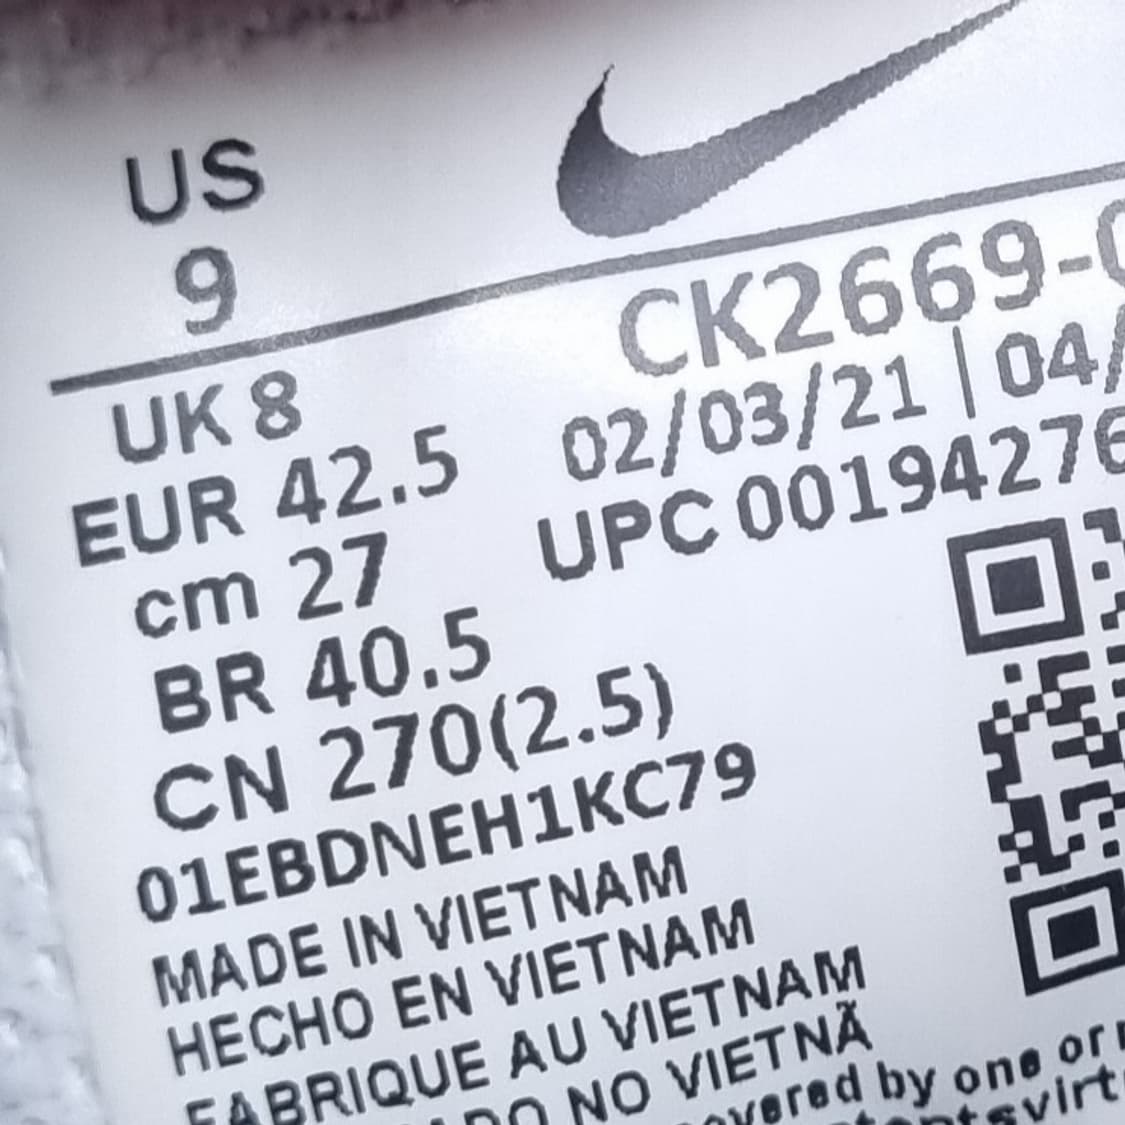 US
9
CK2669-
02/03/21 | 04/
UPC 00194276
UK 8
EUR 42.5
cm 27
BR 40.5
CN 270(2.5)
01EBDNEH1KC79
MADE IN VIETNAM
HECHO EN VIETNAM
FABRIQUE AU VIETNAM
NO VIETNÃ
by one or